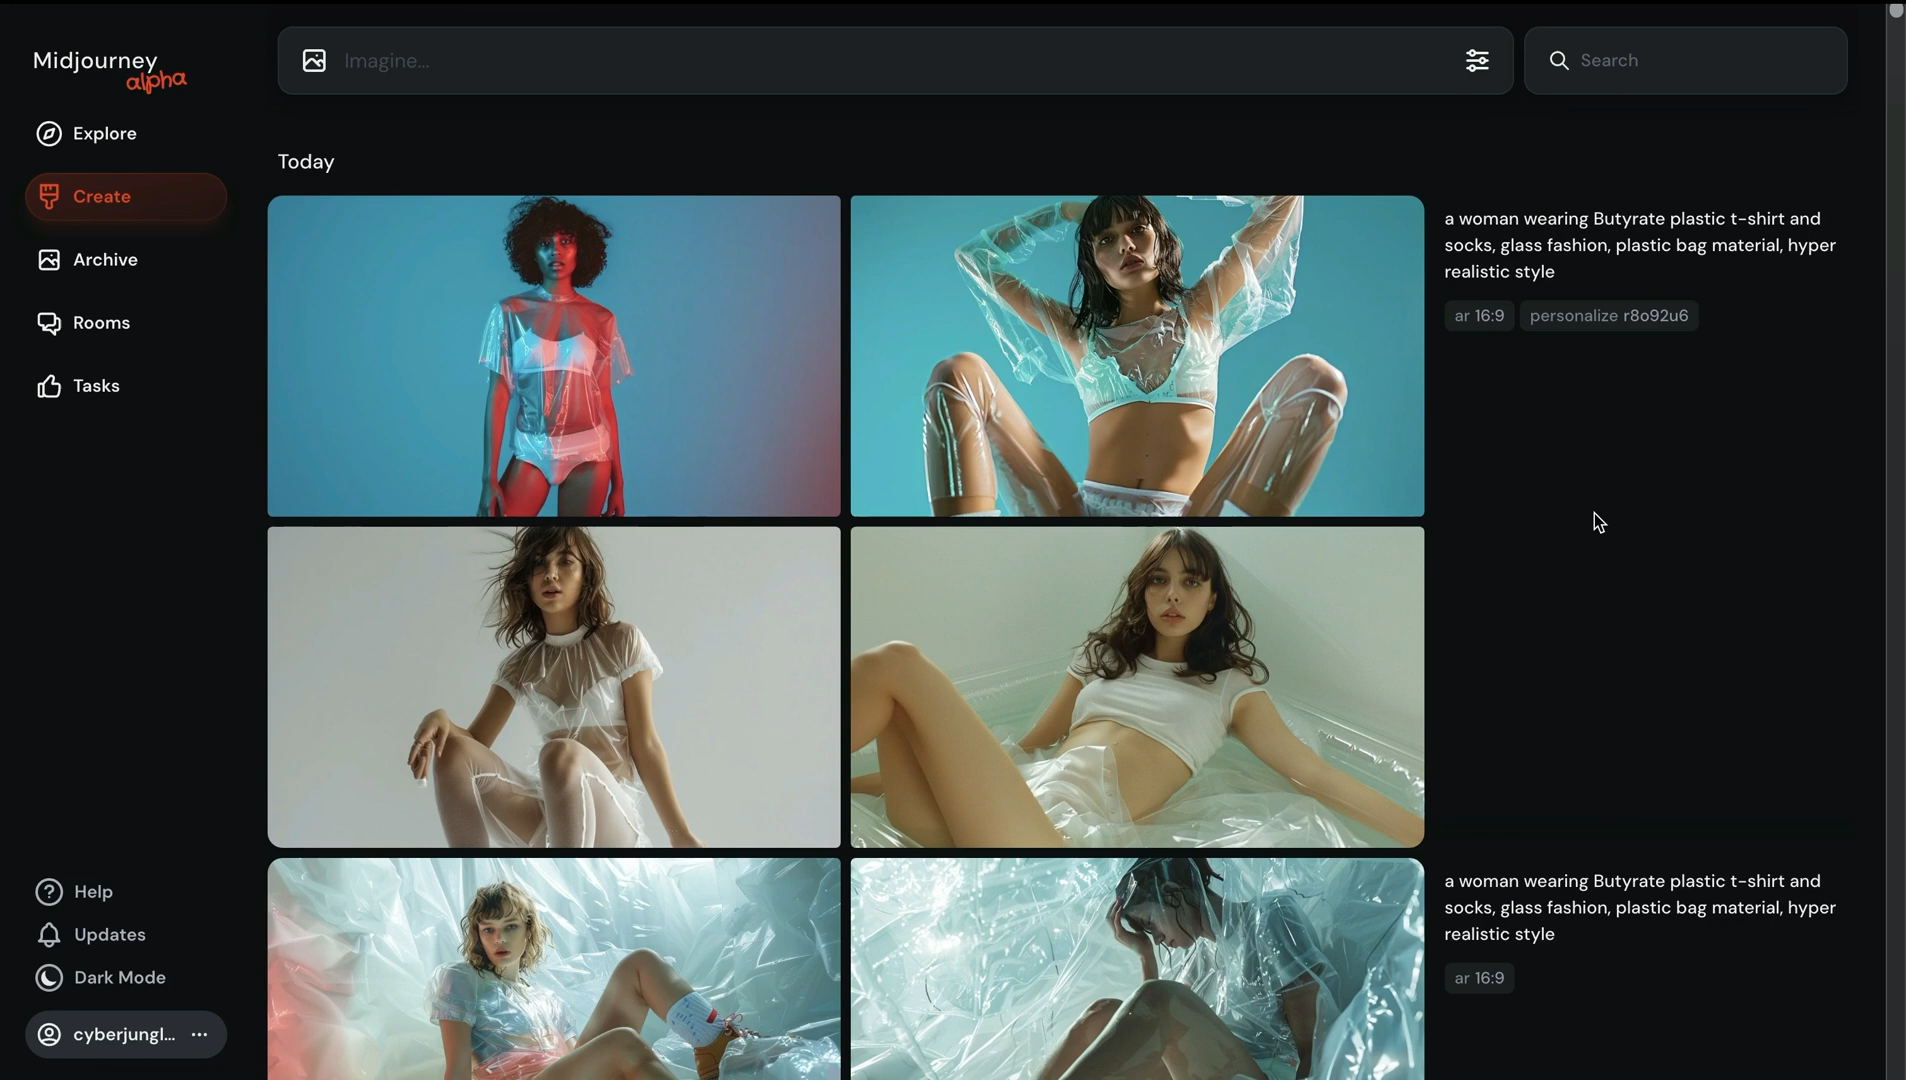 Midjourney
alpha
Imagine...
Search
Explore
Create
Archive
Rooms
Tasks
Today
a woman wearing Butyrate plastic t-shirt and
socks, glass fashion, plastic bag material, hyper
realistic style
ar 16:9
personalize r8o92u6
a woman wearing Butyrate plastic t-shirt and
socks, glass fashion, plastic bag material, hyper
realistic style
ar 16:9
Help
Updates
Dark Mode
cyberjungl...